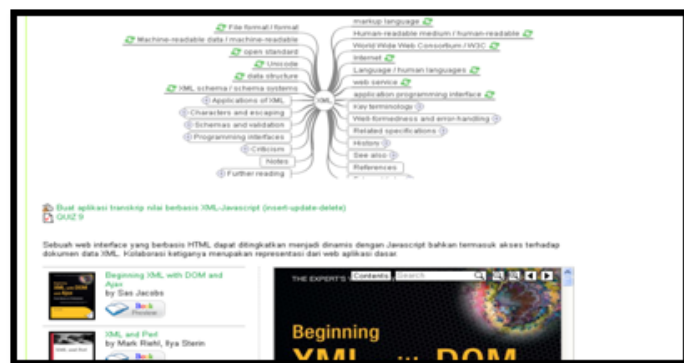 File format / format
Machine-readable data / machine-readable
open standard
Unicode
data structure
XML schema / schema systems
Applications of XML
Characters and escaping
Schemas and validation
Programming interfaces
Criticism
Notes
Further reading
XML
markup language
Human-readable medium / human-readable
World Wide Web Consortium / W3C
Internet
Language / human languages
web service
application programming interface
Key terminology
Well-formedness and error-handling
Related specifications
History
See also
References
Buat aplikasi transkrip nilai berbasis XML-Javascript (insert-update-delete)
QUIZ 9
Sebuah web interface yang berbasis HTML dapat ditingkatkan menjadi dinamis dengan Javascript bahkan termasuk akses terhadap
dokumen data XML. Kolaborasi ketiganya merupakan representasi dari web aplikasi dasar.
Beginning XML with DOM and
Ajax
by Sas Jacobs
Book
Preview
XML and Perl
by Mark Riehl, Ilya Sterin
Book
THE EXPERT'S
Contents
Search
Beginning
XML with DOM